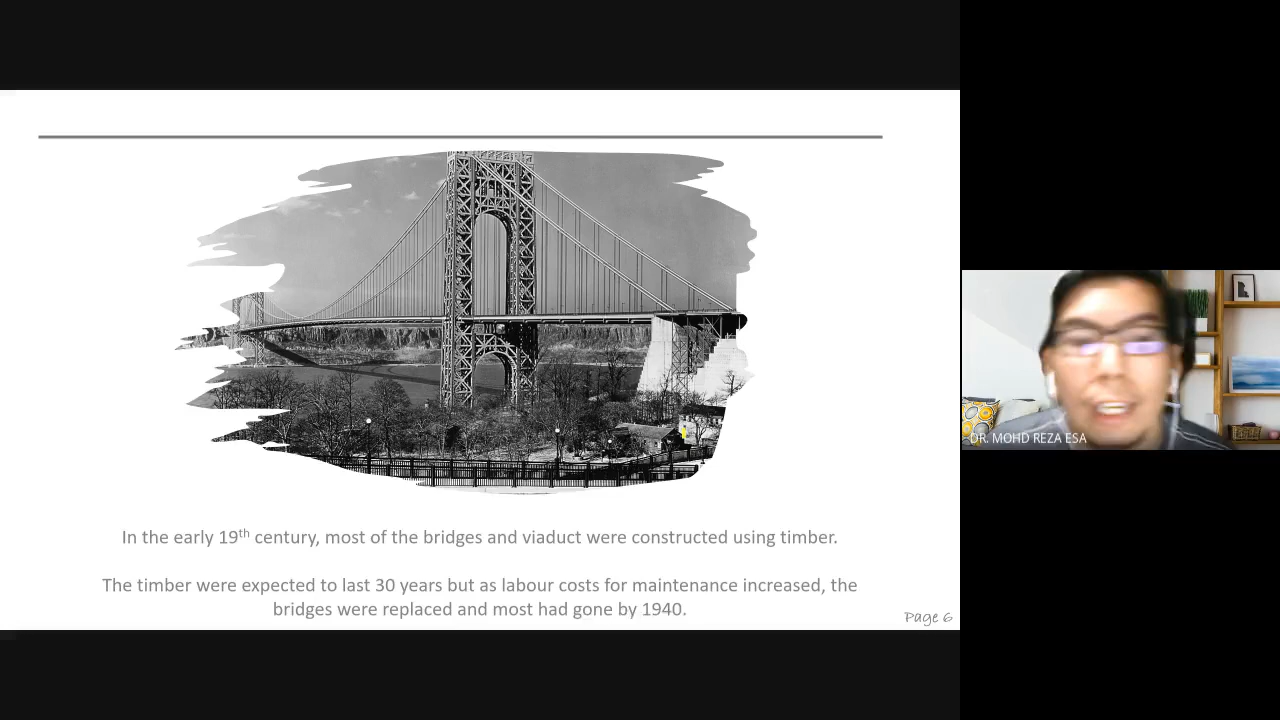 In the early 19th century, most of the bridges and viaduct were constructed using timber.
The timber were expected to last 30 years but as labour costs for maintenance increased, the
bridges were replaced and most had gone by 1940.
Page 6
DR. MOHD REZA ESA